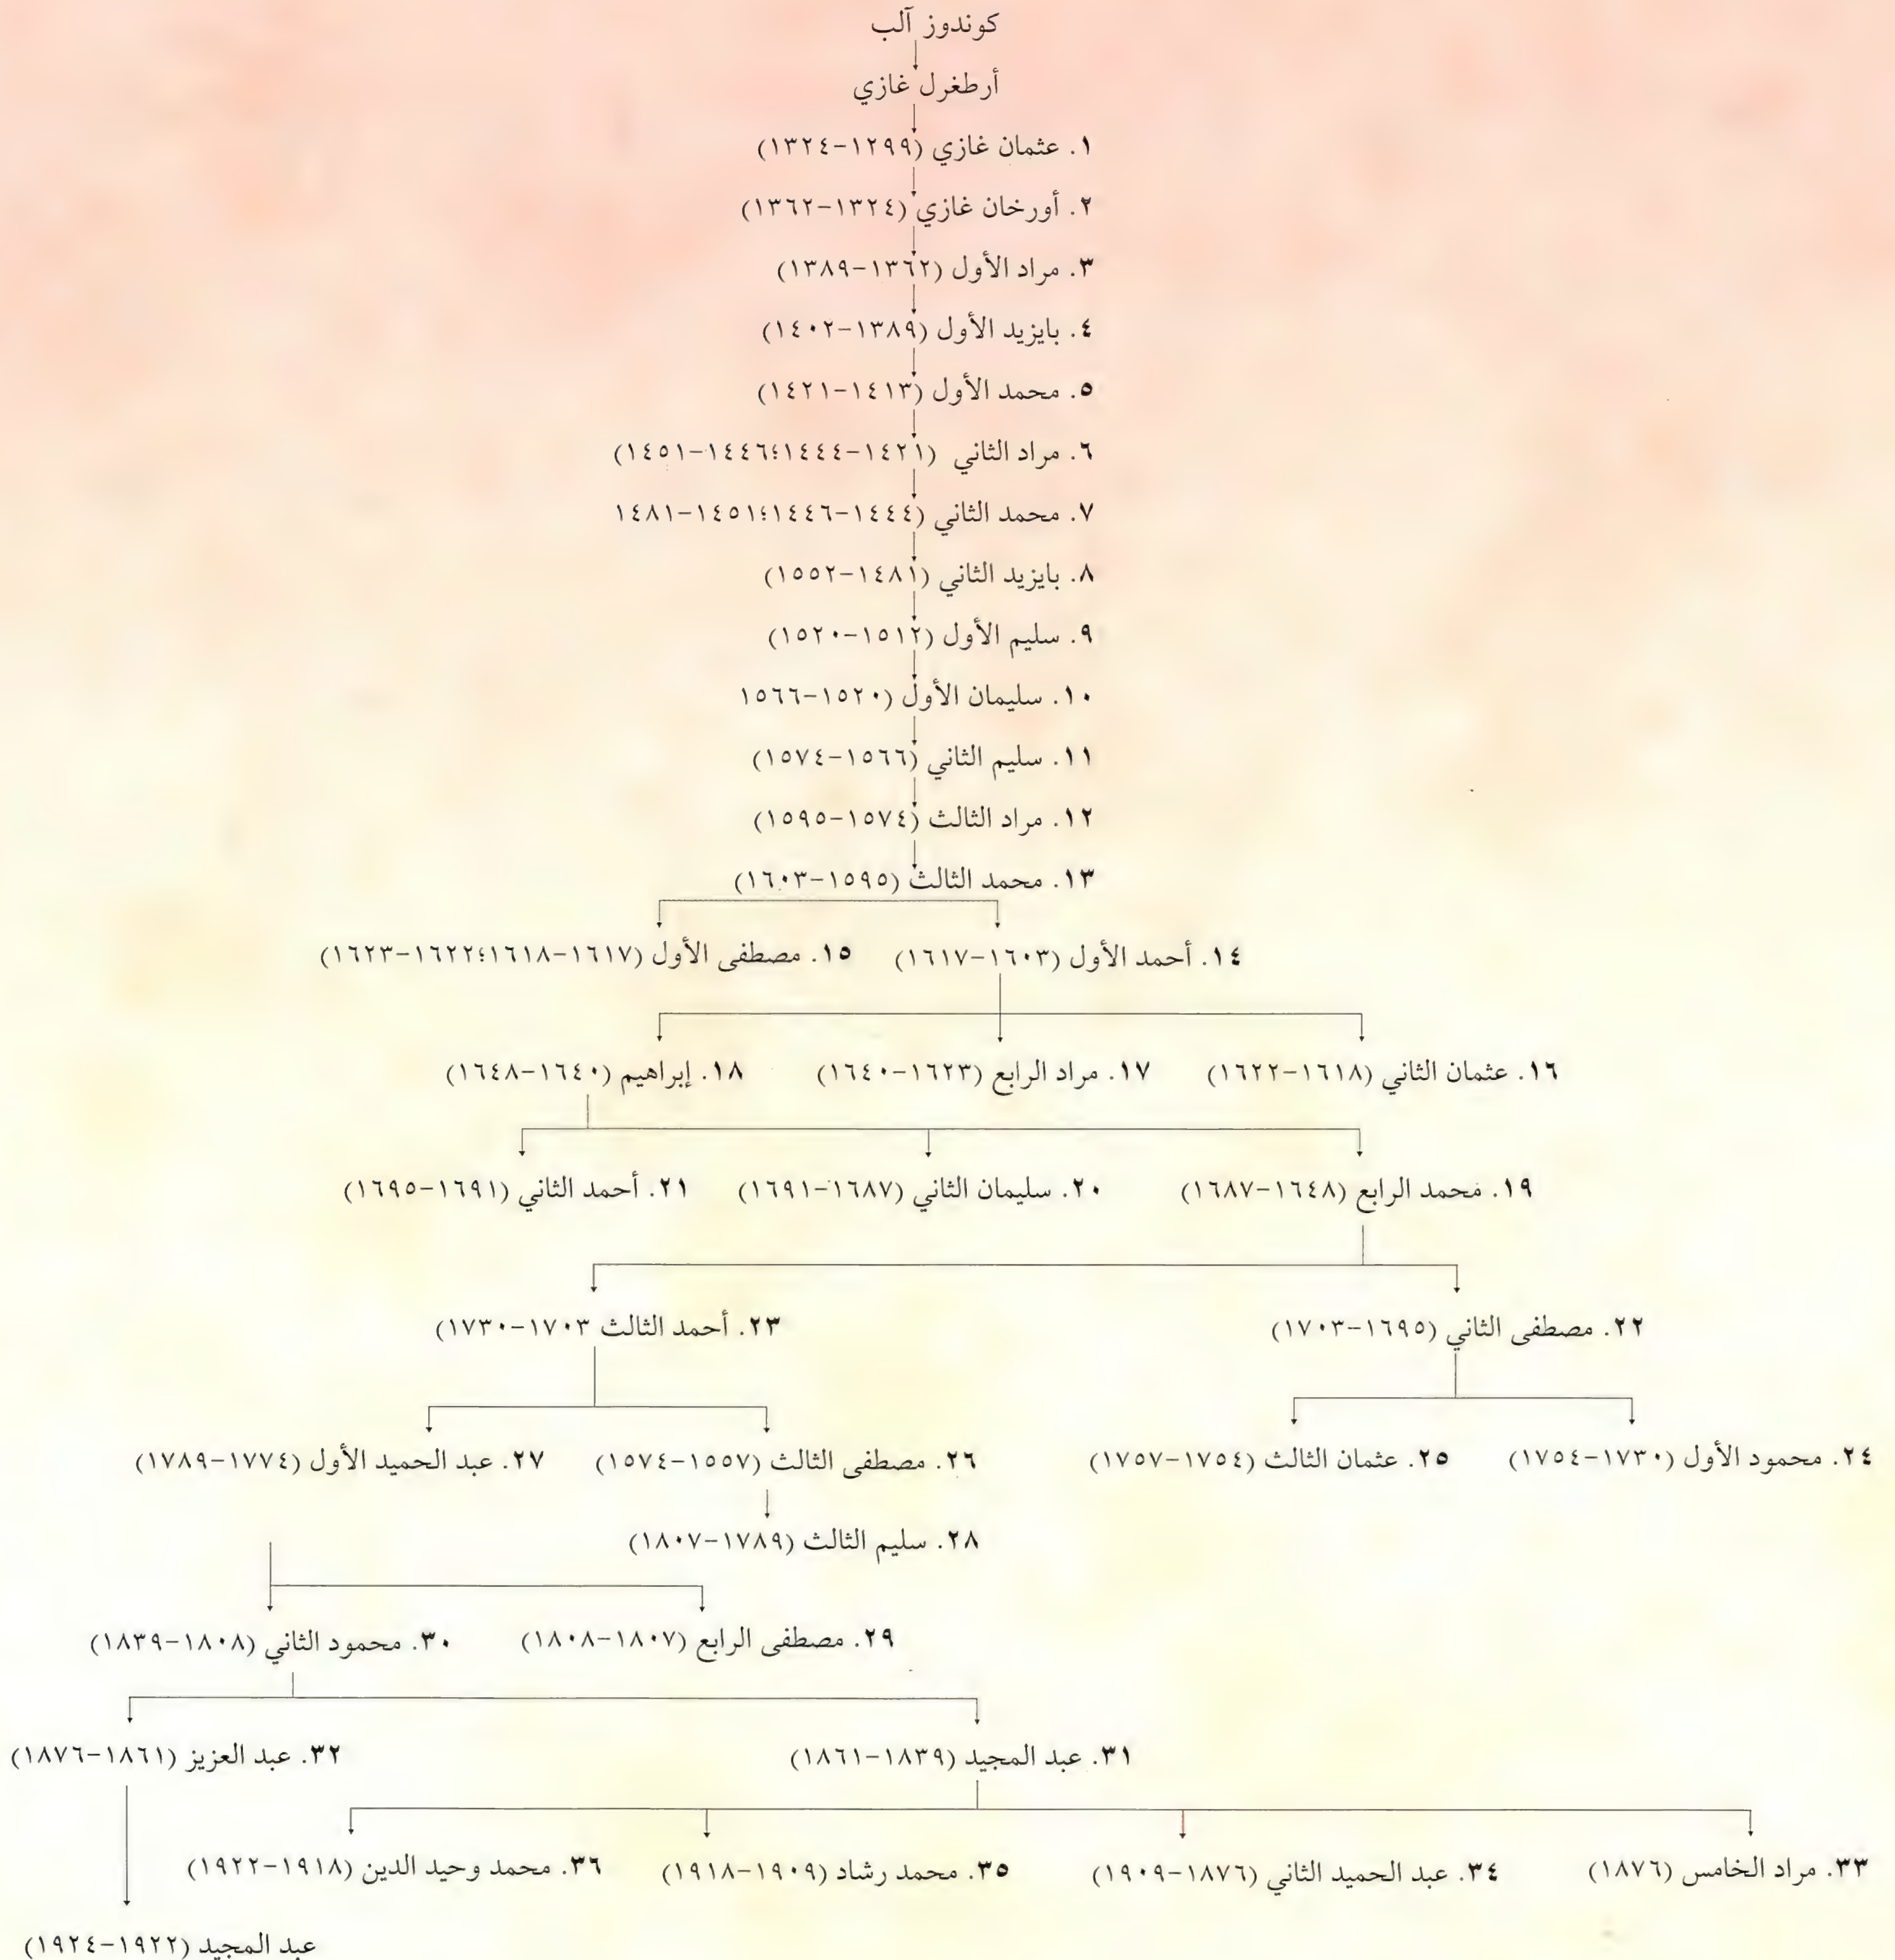 كوندوز آلب
أرطغرل غازي
١. عثمان غازي (١٢٩٩-١٣٢٤)
٢. أورخان غازي (١٣٢٤-١٣٦٢)
٣. مراد الأول (١٣٦٢-١٣٨٩)
٤. بايزيد الأول (١٣٨٩-١٤٠٢)
٥. محمد الأول (١٤١٣-١٤٢١)
٦. مراد الثاني (١٤٢١-١٤٤٤؛١٤٤٦-١٤٥١)
٧. محمد الثاني (١٤٤٤-١٤٤٦؛١٤٥١-١٤٨١
٨. بايزيد الثاني (١٤٨١-١٥٥٢)
٩. سليم الأول (١٥١٢-١٥٢٠)
١٠. سليمان الأول (١٥٢٠-١٥٦٦
١١. سليم الثاني (١٥٦٦-١٥٧٤)
١٢. مراد الثالث (١٥٧٤-١٥٩٥)
١٣. محمد الثالث (١٥٩٥-١٦٠٣)
١٤. أحمد الأول (١٦٠٣-١٦١٧) ١٥. مصطفى الأول (١٦١٧-١٦١٨؛١٦٢٢-١٦٢٣)
١٦. عثمان الثاني (١٦١٨-١٦٢٢) ١٧. مراد الرابع (١٦٢٣-١٦٤٠) ١٨. إبراهيم (١٦٤٠-١٦٤٨)
١٩. محمد الرابع (١٦٤٨-١٦٨٧) ٢٠. سليمان الثاني (١٦٨٧-١٦٩١) ٢١. أحمد الثاني (١٦٩١-١٦٩٥)
٢٢. مصطفى الثاني (١٦٩٥-١٧٠٣) ٢٣. أحمد الثالث ١٧٠٣-١٧٣٠)
٢٤. محمود الأول (١٧٣٠-١٧٥٤) ٢٥. عثمان الثالث (١٧٥٤-١٧٥٧) ٢٦. مصطفى الثالث (١٥٥٧-١٥٧٤) ٢٧. عبد الحميد الأول (١٧٧٤-١٧٨٩)
٢٨. سليم الثالث (١٧٨٩-١٨٠٧)
٢٩. مصطفى الرابع (١٨٠٧-١٨٠٨) ٣٠. محمود الثاني (١٨٠٨-١٨٣٩)
٣١. عبد المجيد (١٨٣٩-١٨٦١) ٣٢. عبد العزيز (١٨٦١-١٨٧٦)
٣٣. مراد الخامس (١٨٧٦) ٣٤. عبد الحميد الثاني (١٨٧٦-١٩٠٩) ٣٥. محمد رشاد (١٩٠٩-١٩١٨) ٣٦. محمد وحيد الدين (١٩١٨-١٩٢٢)
عبد المجيد (١٩٢٢-١٩٢٤)